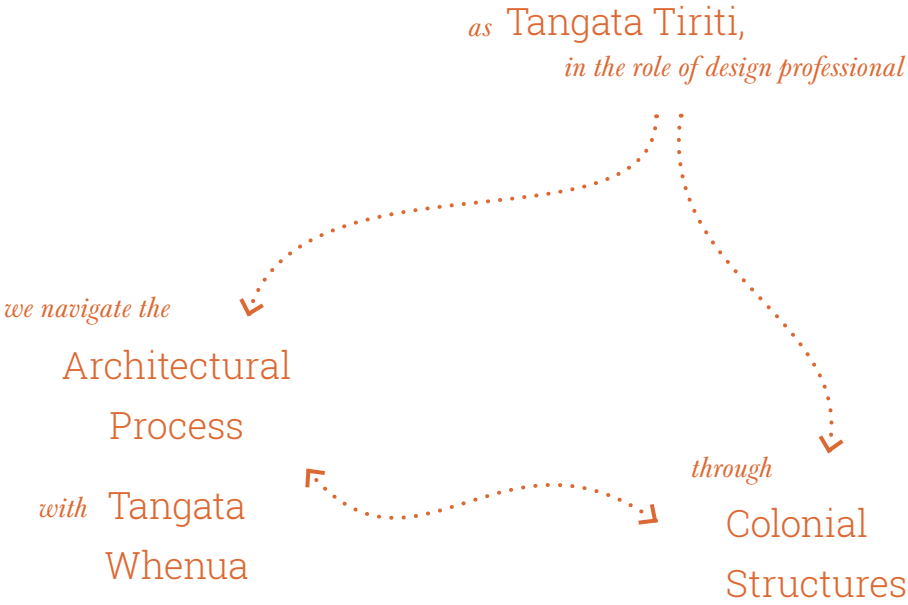 as Tangata Tiriti,
in the role of design professional
we navigate the
Architectural
Process
with Tangata
Whenua
through
Colonial
Structures